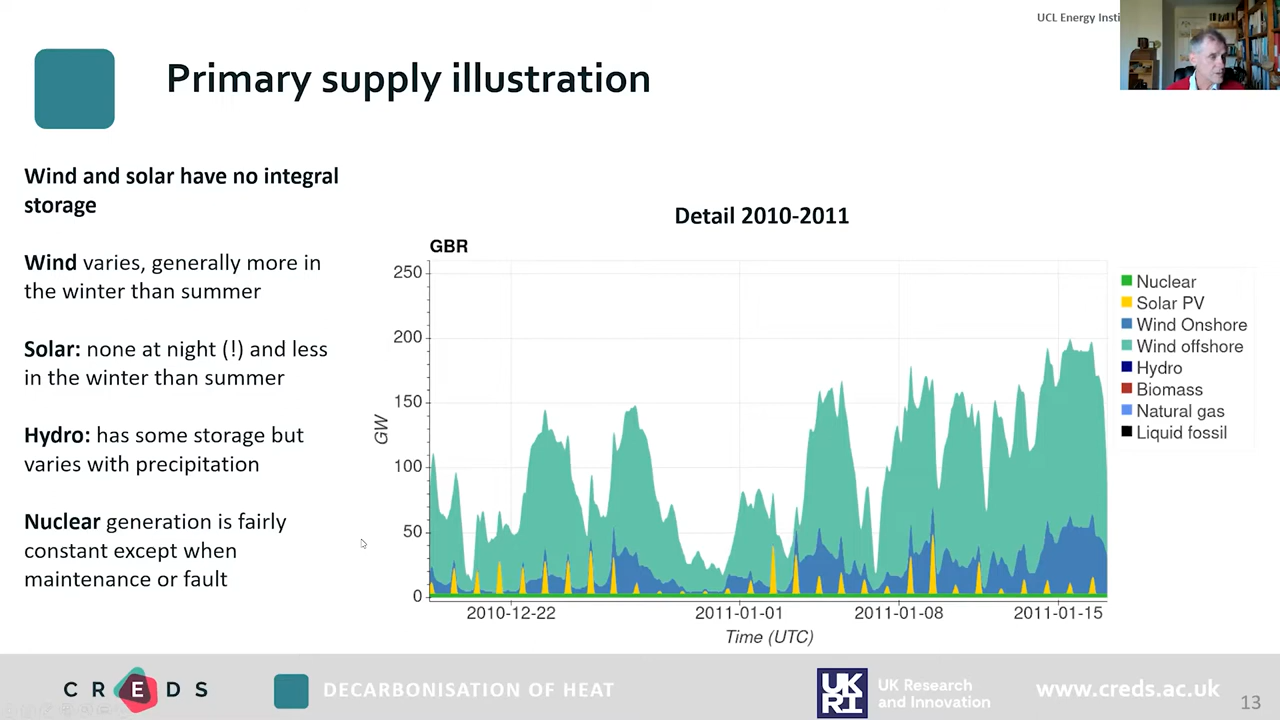 UCL Energy Insti
Primary supply illustration
Wind and solar have no integral
storage
Wind varies, generally more in
the winter than summer
Solar: none at night (!) and less
in the winter than summer
Hydro: has some storage but
varies with precipitation
Nuclear generation is fairly
constant except when
maintenance or fault
Detail 2010-2011
GBR
250
200
150
100
50
0
GW
2010-12-22
2011-01-01
2011-01-08
2011-01-15
Time (UTC)
Nuclear
Solar PV
Wind Onshore
Wind offshore
Hydro
Biomass
Natural gas
Liquid fossil
CREDS
DECARBONISATION OF HEAT
UK
RI
UK Research
and Innovation
www.creds.ac.uk
13